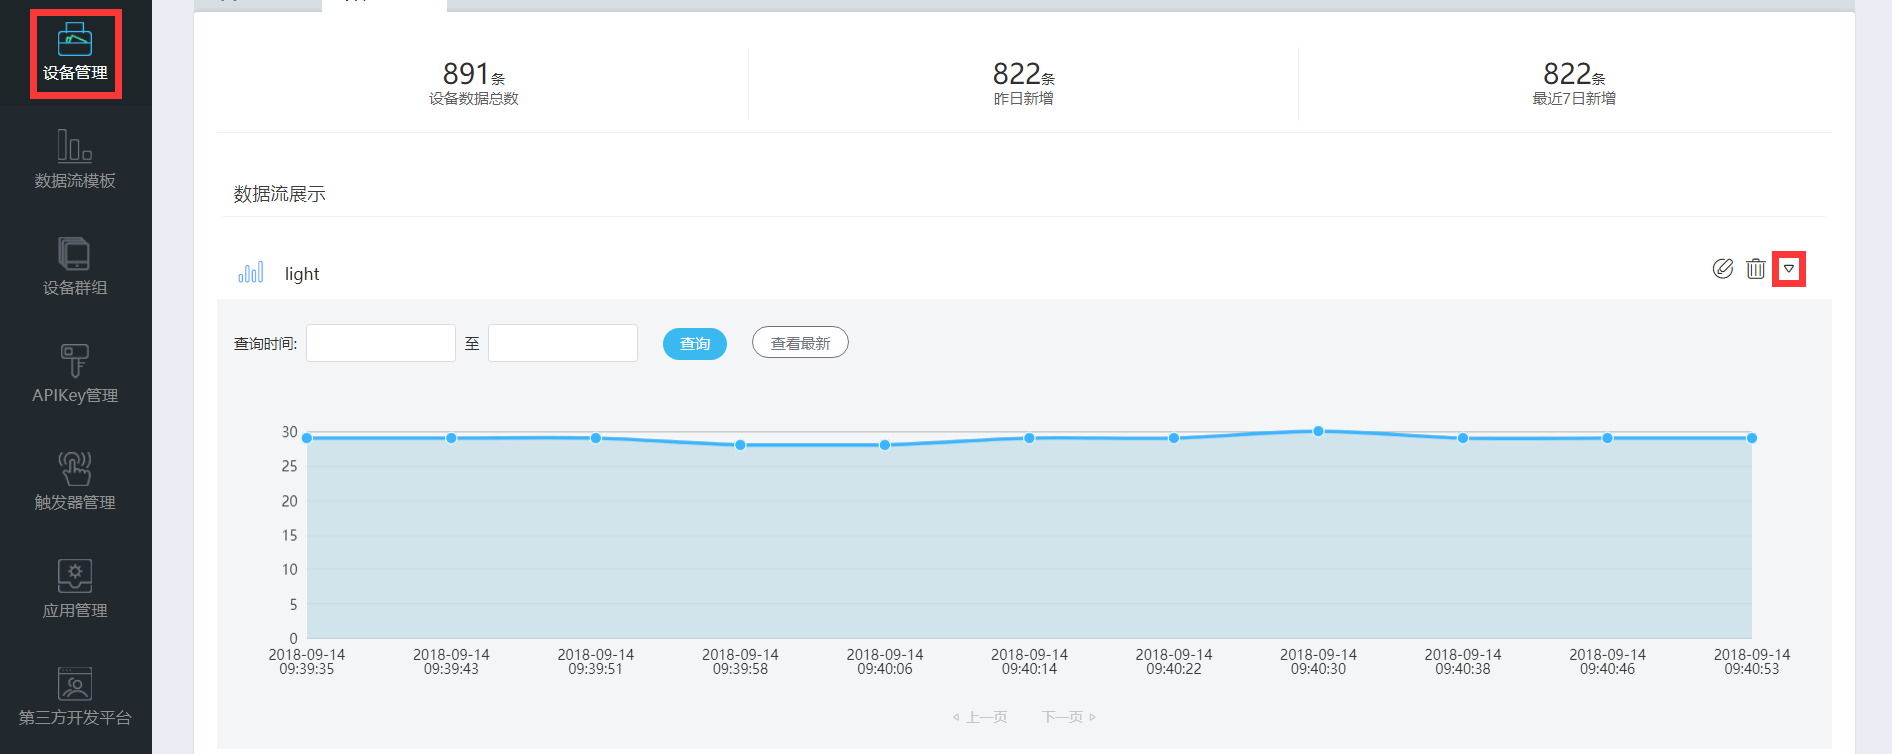 设备管理
数据流模板
设备群组
APIKey管理
触发器管理
应用管理
第三方开发平台
891条
设备数据总数
822条
昨日新增
822条
最近7日新增
数据流展示
light
查询时间:
至
查询
查看最新
30
25
20
15
10
5
0
2018-09-14
09:39:35
2018-09-14
09:39:43
2018-09-14
09:39:51
2018-09-14
09:39:58
2018-09-14
09:40:06
2018-09-14
09:40:14
2018-09-14
09:40:22
2018-09-14
09:40:30
2018-09-14
09:40:38
2018-09-14
09:40:46
2018-09-14
09:40:53
上一页
下一页